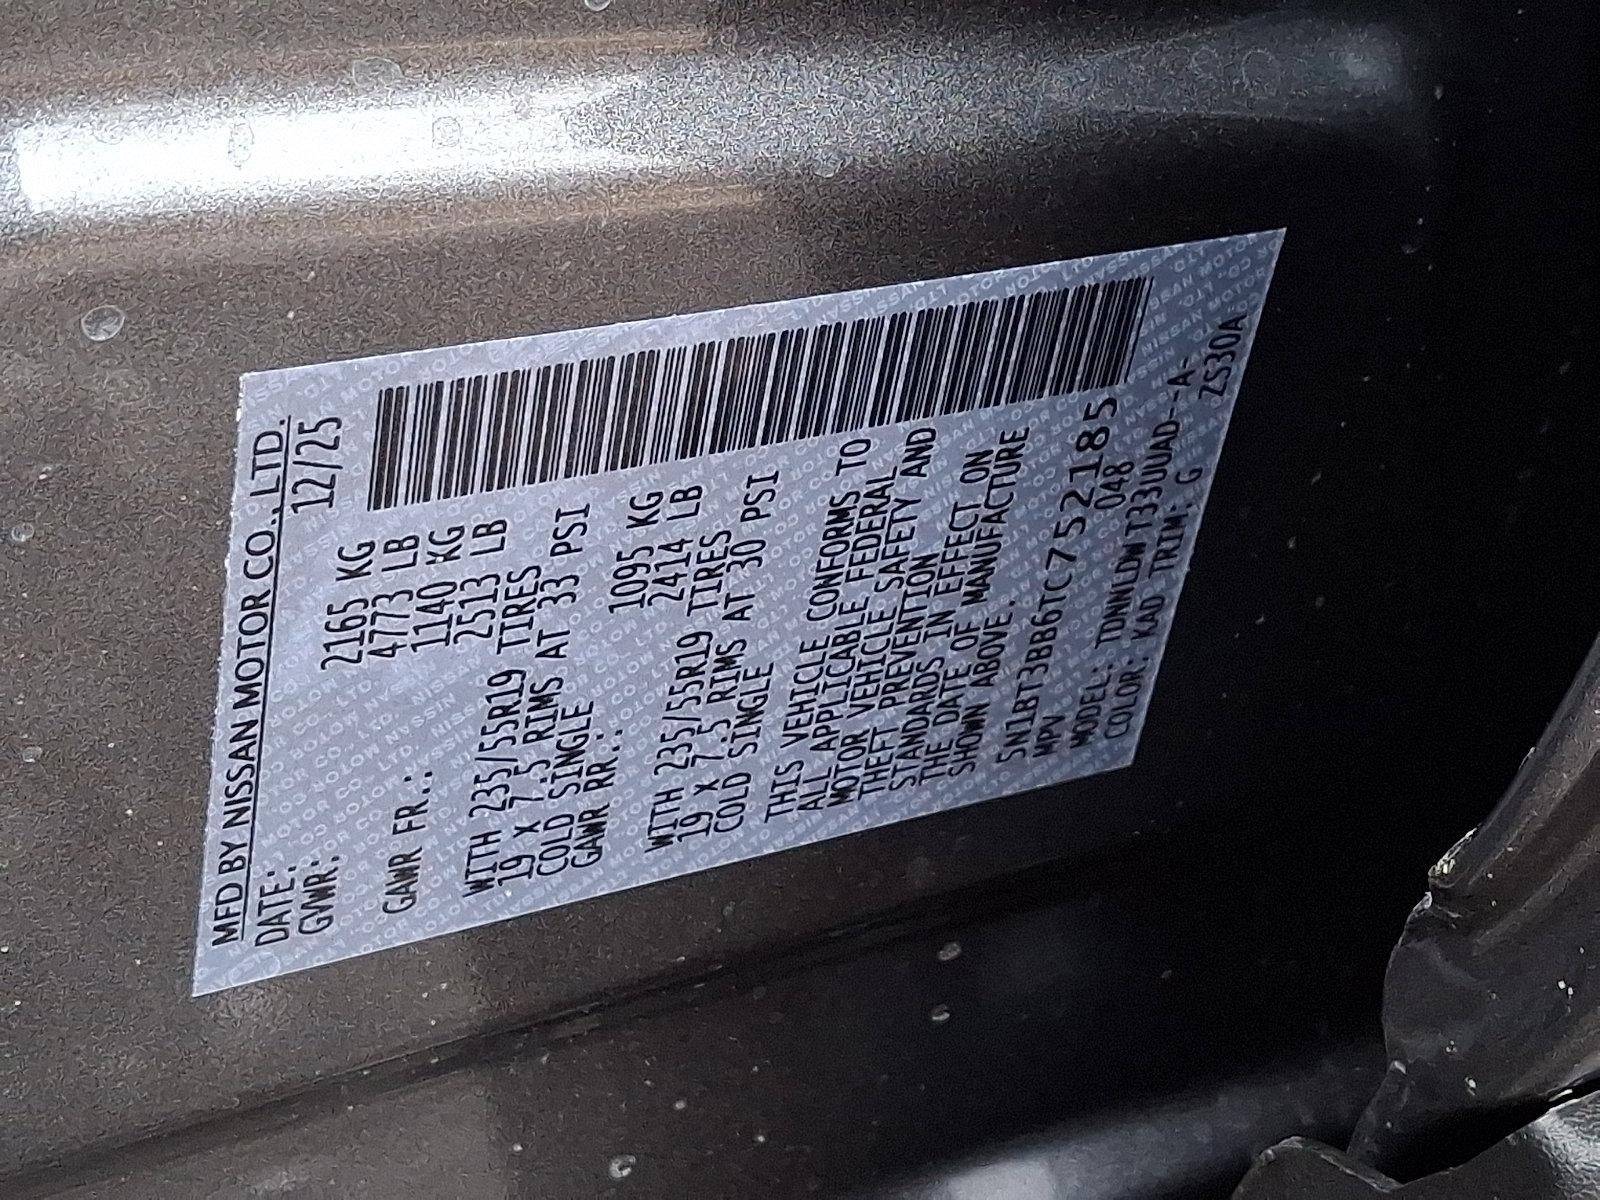 MFD BY NISSAN MOTOR CO., LTD.
DATE: 12/25
GVWR: 2165 KG
4773 LB
GAWR FR.: 1140 KG
2513 LB
WITH 235/55R19 TIRES
19 X 7.5 RIMS AT 33 PSI
COLD SINGLE
GAWR RR.: 1095 KG
2414 LB
WITH 235/55R19 TIRES
19 X 7.5 RIMS AT 30 PSI
COLD SINGLE
THIS VEHICLE CONFORMS TO
ALL APPLICABLE FEDERAL
MOTOR VEHICLE SAFETY AND
THEFT PREVENTION
STANDARDS IN EFFECT ON
THE DATE OF MANUFACTURE
SHOWN ABOVE.
5N1BT3BB6TC752185
MPV 048
MODEL: TDNNLDWT33UUAD--A-
COLOR: KAD TRIM: G
ZS30A